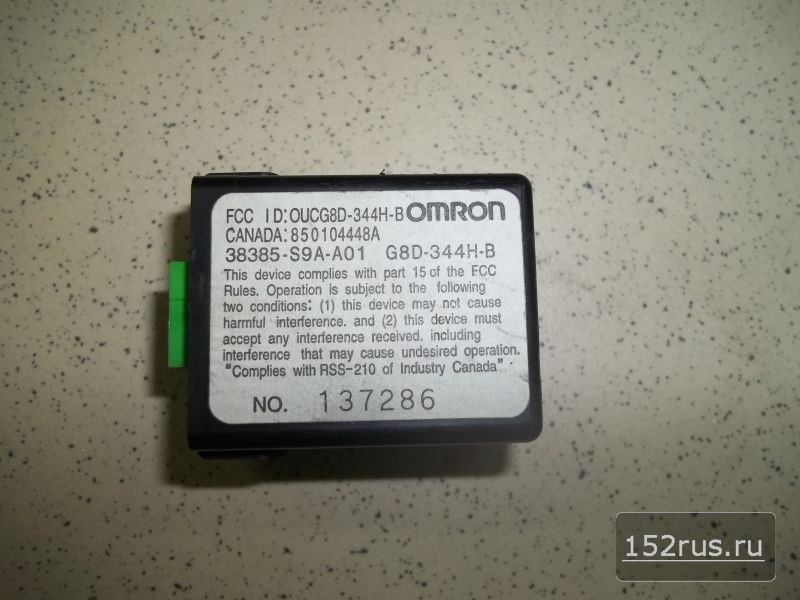 FCC ID:OUCG8D-344H-B OMRON
CANADA:850104448A
38385-S9A-A01 G8D-344H-B
This device complies with part 15 of the FCC
Rules. Operation is subject to the following
two conditions: (1) this device may not cause
harmful interference. and (2) this device must
accept any interference received. including
interference that may cause undesired operation.
"Complies with RSS-210 of Industry Canada"
NO. 137286
152rus.ru